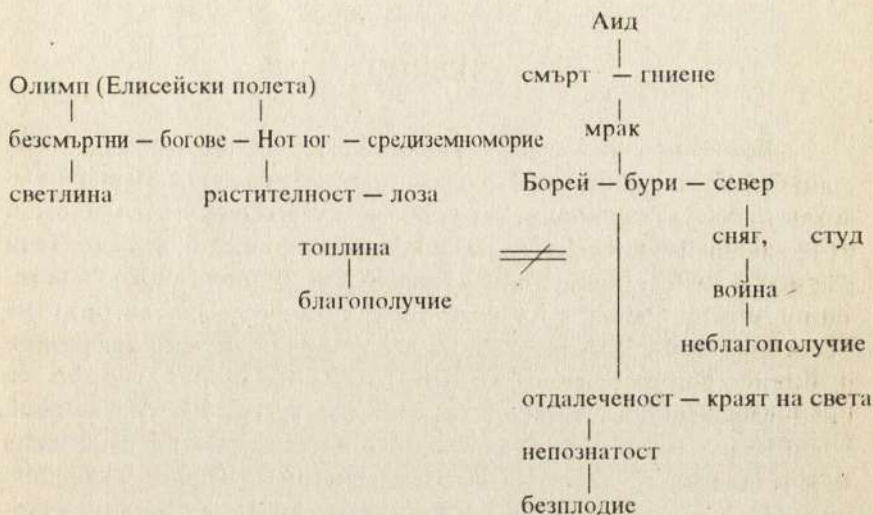 Аид
смърт – гниене
Олимп (Елисейски полета)
мрак
безсмъртни – богове – Нот юг – средиземноморие
светлина
растителност – лоза
Борей – бури – север
топлина
сняг, студ
благополучие
война
неблагополучие
отдалеченост – краят на света
непознатост
безплодие